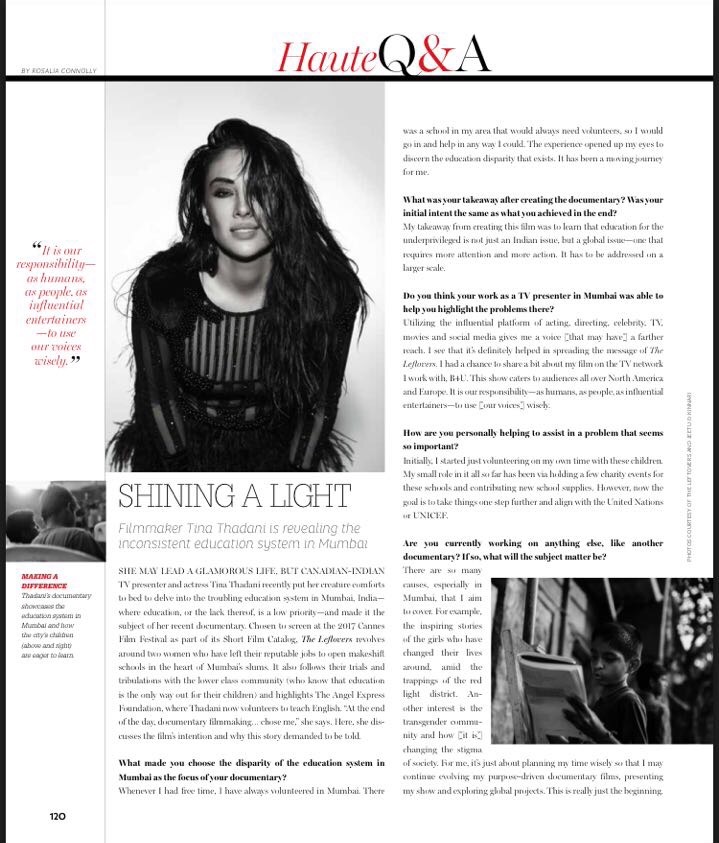 BY ROSALIA CONNOLLY
HauteQ&A
“It is our
responsibility—
as humans,
as people, as
influential
entertainers
—to use
our voices
wisely.”
MAKING A
DIFFERENCE
Thadani's documentary
showcases the
education system in
Mumbai and how
the city's children
(above and right)
are eager to learn.
120
SHINING A LIGHT
Filmmaker Tina Thadani is revealing the
inconsistent education system in Mumbai
SHE MAY LEAD A GLAMOROUS LIFE, BUT CANADIAN-INDIAN
TV presenter and actress Tina Thadani recently put her creature comforts
to bed to delve into the troubling education system in Mumbai, India—
where education, or the lack thereof, is a low priority—and made it the
subject of her recent documentary. Chosen to screen at the 2017 Cannes
Film Festival as part of its Short Film Catalog, The Leftovers revolves
around two women who have left their reputable jobs to open makeshift
schools in the heart of Mumbai's slums. It also follows their trials and
tribulations with the lower class community (who know that education
is the only way out for their children) and highlights The Angel Express
Foundation, where Thadani now volunteers to teach English. “At the end
of the day, documentary filmmaking... chose me,” she says. Here, she dis-
cusses the film's intention and why this story demanded to be told.
What made you choose the disparity of the education system in
Mumbai as the focus of your documentary?
Whenever I had free time, I have always volunteered in Mumbai. There
was a school in my area that would always need volunteers, so I would
go in and help in any way I could. The experience opened up my eyes to
discern the education disparity that exists. It has been a moving journey
for me.
What was your takeaway after creating the documentary? Was your
initial intent the same as what you achieved in the end?
My takeaway from creating this film was to learn that education for the
underprivileged is not just an Indian issue, but a global issue—one that
requires more attention and more action. It has to be addressed on a
larger scale.
Do you think your work as a TV presenter in Mumbai was able to
help you highlight the problems there?
Utilizing the influential platform of acting, directing, celebrity, TV,
movies and social media gives me a voice [that may have] a farther
reach. I see that it's definitely helped in spreading the message of The
Leftovers. I had a chance to share a bit about my film on the TV network
I work with, B4U. This show caters to audiences all over North America
and Europe. It is our responsibility—as humans, as people, as influential
entertainers—to use [our voices] wisely.
How are you personally helping to assist in a problem that seems
so important?
Initially, I started just volunteering on my own time with these children.
My small role in it all so far has been via holding a few charity events for
these schools and contributing new school supplies. However, now the
goal is to take things one step further and align with the United Nations
or UNICEF.
Are you currently working on anything else, like another
documentary? If so, what will the subject matter be?
There are so many
causes, especially in
Mumbai, that I aim
to cover. For example,
the inspiring stories
of the girls who have
changed their lives
around, amid the
trappings of the red
light district. An-
other interest is the
transgender commu-
nity and how [it is]
changing the stigma
of society. For me, it's just about planning my time wisely so that I may
continue evolving my purpose-driven documentary films, presenting
my show and exploring global projects. This is really just the beginning.
PHOTOS COURTESY OF THE LEFTOVERS AND